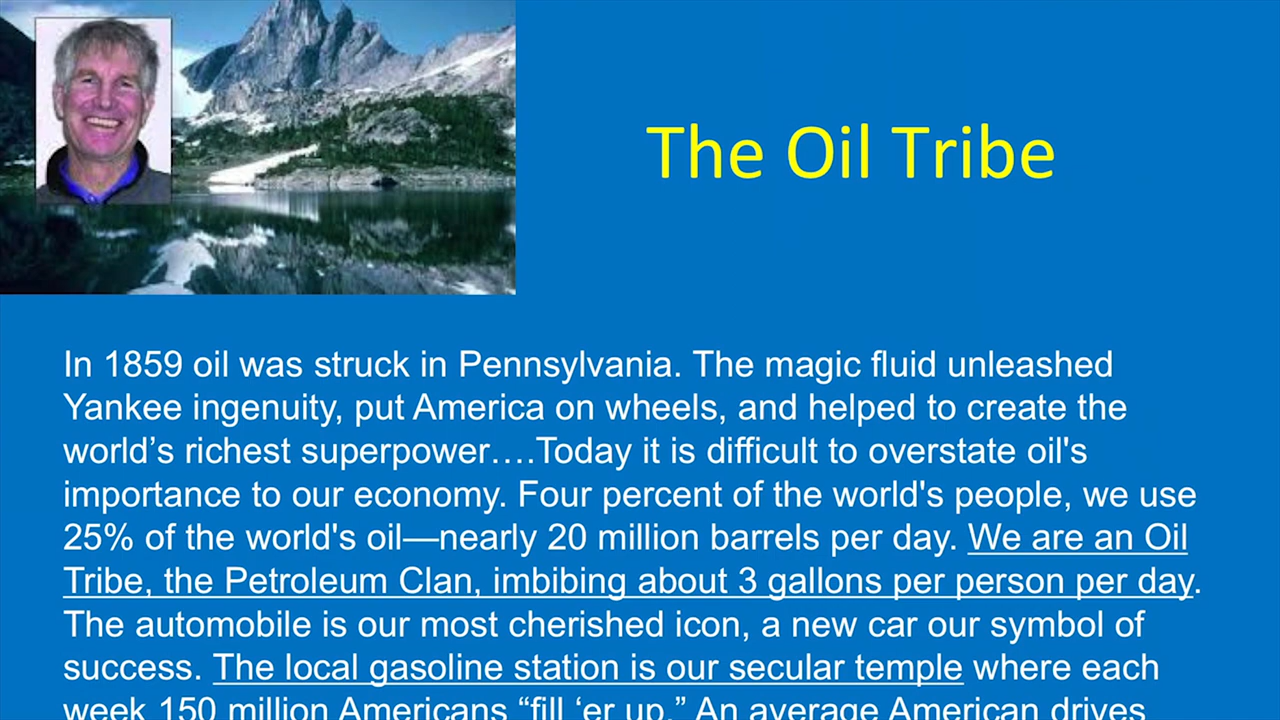 The Oil Tribe
In 1859 oil was struck in Pennsylvania. The magic fluid unleashed
Yankee ingenuity, put America on wheels, and helped to create the
world’s richest superpower….Today it is difficult to overstate oil's
importance to our economy. Four percent of the world's people, we use
25% of the world's oil—nearly 20 million barrels per day. We are an Oil
Tribe, the Petroleum Clan, imbibing about 3 gallons per person per day.
The automobile is our most cherished icon, a new car our symbol of
success. The local gasoline station is our secular temple where each
week 150 million Americans “fill ‘er up.” An average American drives